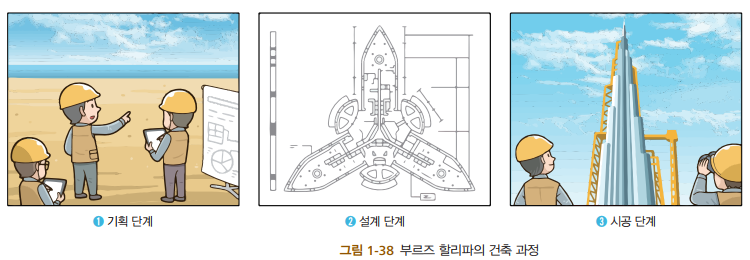 ❶ 기획 단계
❷ 설계 단계
❸ 시공 단계
그림 1-38 부르즈 할리파의 건축 과정